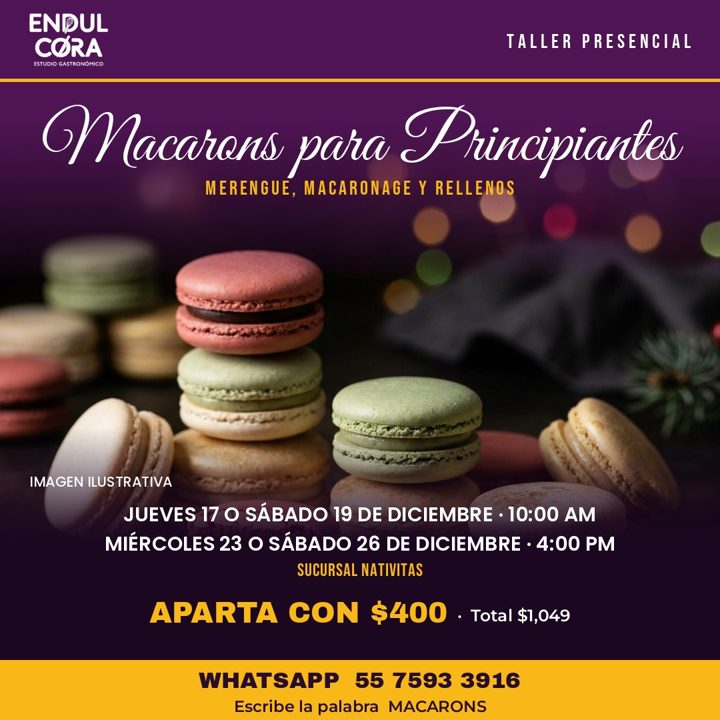 ENDUL
CORA
ESTUDIO GASTRONÓMICO
TALLER PRESENCIAL
Macarons para Principiantes
MERENGUE, MACARONAGE Y RELLENOS
IMAGEN ILUSTRATIVA
JUEVES 17 O SÁBADO 19 DE DICIEMBRE · 10:00 AM
MIÉRCOLES 23 O SÁBADO 26 DE DICIEMBRE · 4:00 PM
SUCURSAL NATIVITAS
APARTA CON $400 · Total $1,049
WHATSAPP 55 7593 3916
Escribe la palabra MACARONS